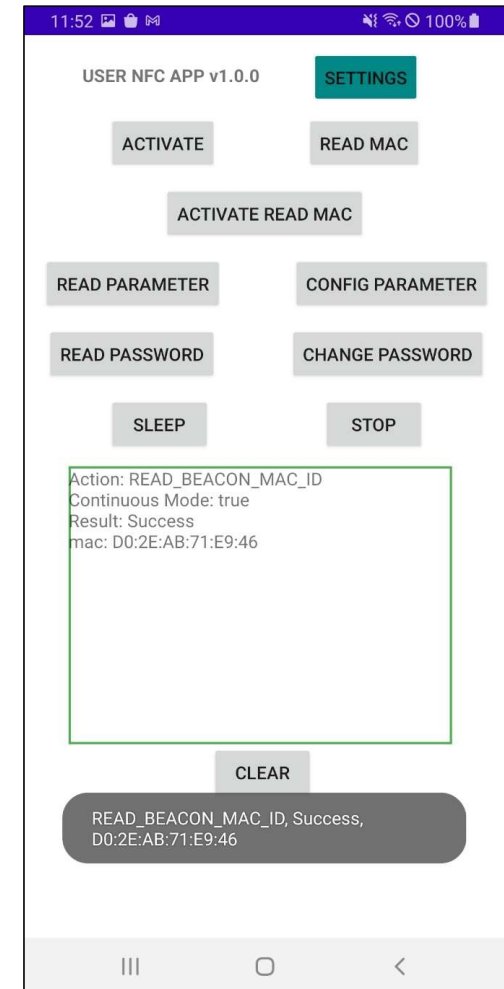 11:52 100%
USER NFC APP v1.0.0 SETTINGS
ACTIVATE READ MAC
ACTIVATE READ MAC
READ PARAMETER CONFIG PARAMETER
READ PASSWORD CHANGE PASSWORD
SLEEP STOP
Action: READ_BEACON_MAC_ID
Continuous Mode: true
Result: Success
mac: D0:2E:AB:71:E9:46
CLEAR
READ_BEACON_MAC_ID, Success,
D0:2E:AB:71:E9:46